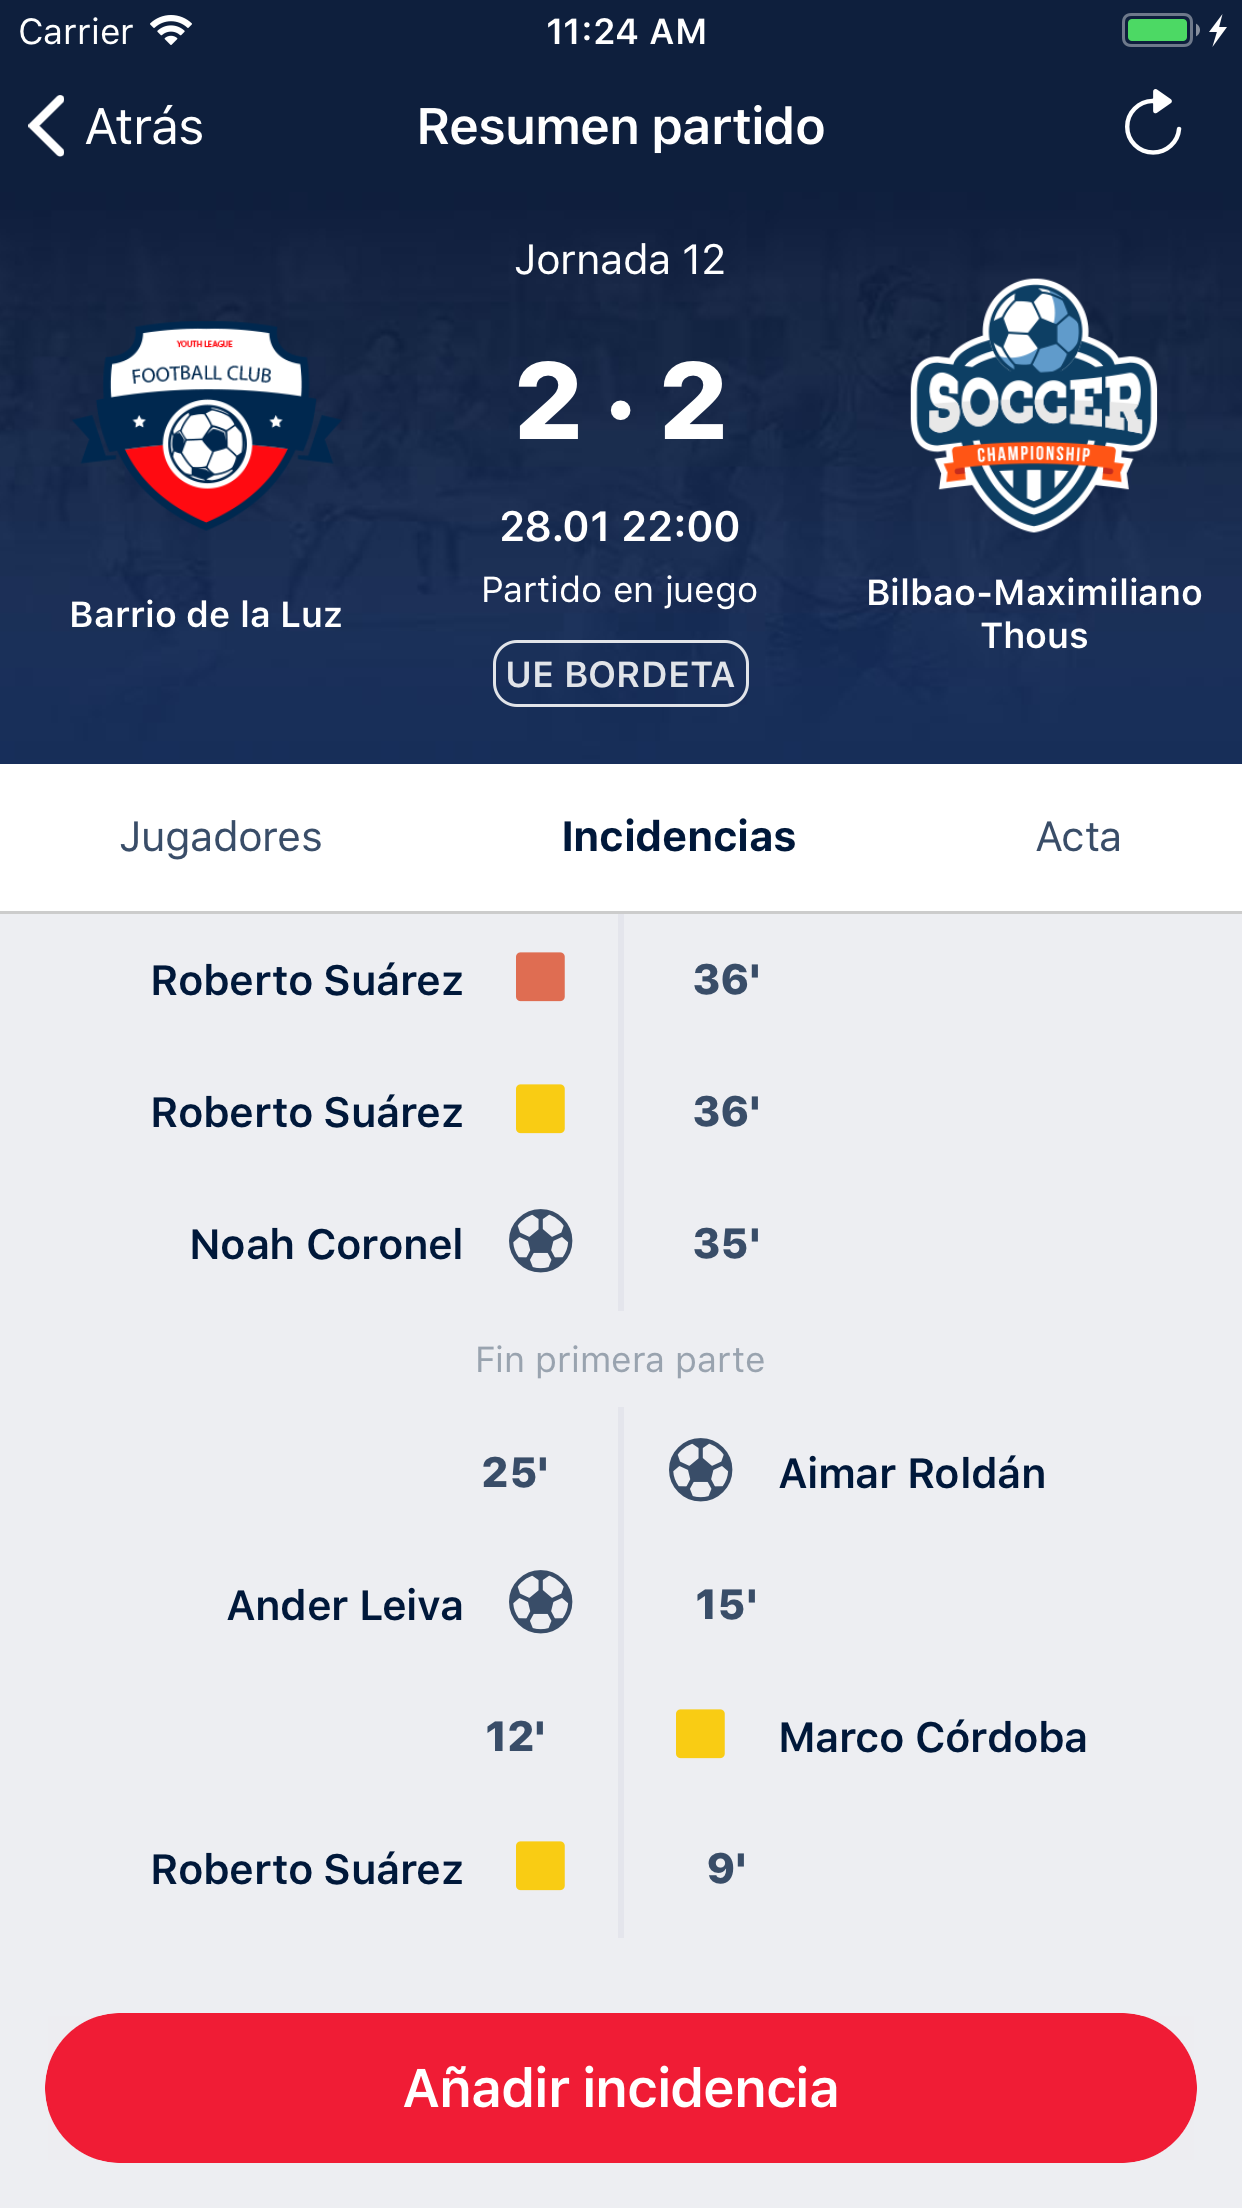 Carrier
11:24 AM
Atrás
Resumen partido
Jornada 12
YOUTH LEAGUE
FOOTBALL CLUB
2 · 2
SOCCER
CHAMPIONSHIP
28.01 22:00
Partido en juego
Barrio de la Luz
Bilbao-Maximiliano
Thous
UE BORDETA
Jugadores
Incidencias
Acta
Roberto Suárez 36'
Roberto Suárez 36'
Noah Coronel 35'
Fin primera parte
25' Aimar Roldán
Ander Leiva 15'
12' Marco Córdoba
Roberto Suárez 9'
Añadir incidencia